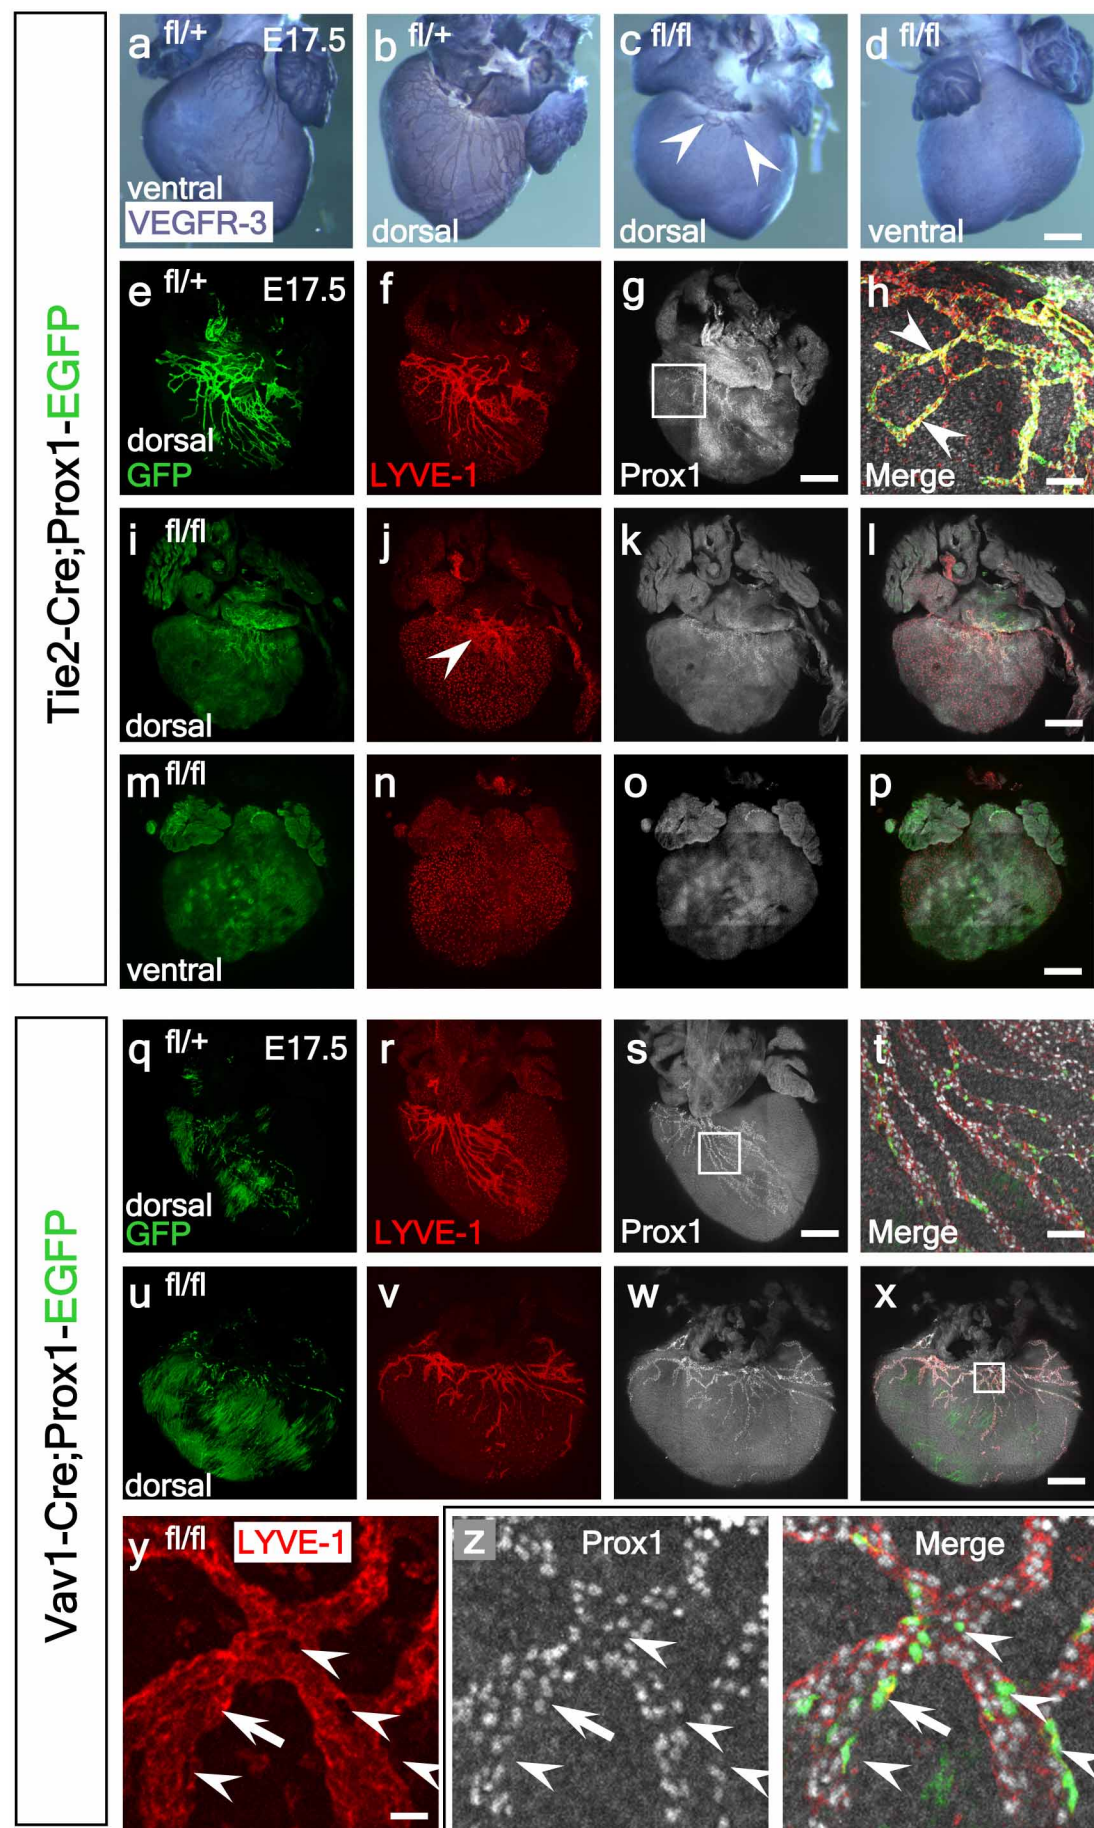 Tie2-Cre;Prox1-EGFP
a fl/+ E17.5
ventral
VEGFR-3
b fl/+
dorsal
c fl/fl
dorsal
d fl/fl
ventral
e fl/+ E17.5
dorsal
GFP
f
LYVE-1
g
Prox1
h
Merge
i fl/fl
dorsal
j
k
l
m fl/fl
ventral
n
o
p
Vav1-Cre;Prox1-EGFP
q fl/+ E17.5
dorsal
GFP
r
LYVE-1
s
Prox1
t
Merge
u fl/fl
dorsal
v
w
x
y fl/fl LYVE-1
z Prox1
Merge